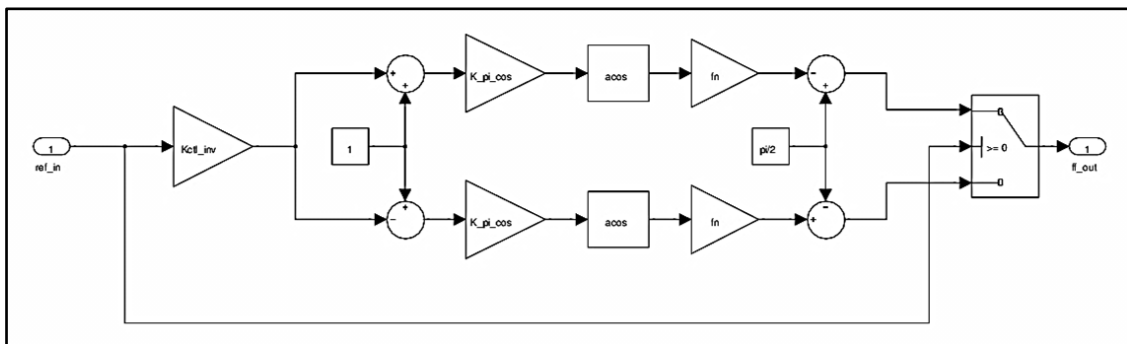 +
+
K_pi_cos
acos
fn
-
+
1
ref_in
Kctl_inv
1
pi/2
>= 0
1
ff_out
+
-
K_pi_cos
acos
fn
-
+